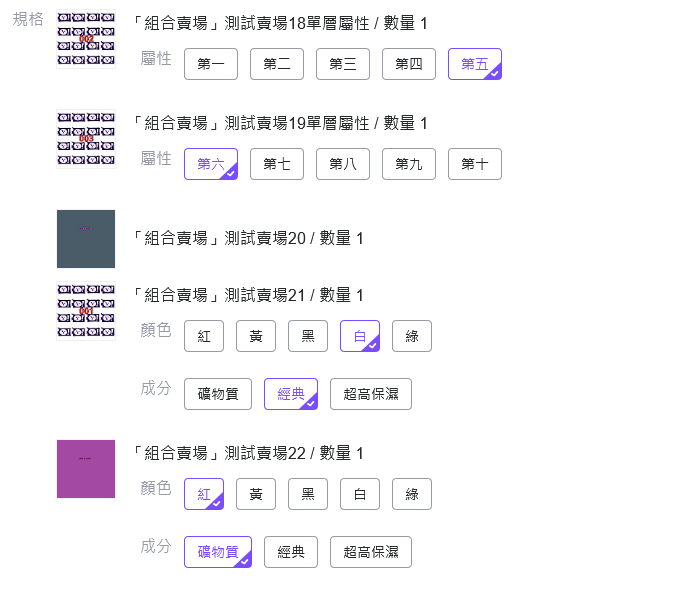 規格
002
「組合賣場」測試賣場18單層屬性 / 數量 1
屬性 第一 第二 第三 第四 第五
003
「組合賣場」測試賣場19單層屬性 / 數量 1
屬性 第六 第七 第八 第九 第十
「組合賣場」測試賣場20 / 數量 1
001
「組合賣場」測試賣場21 / 數量 1
顏色 紅 黃 黑 白 綠
成分 礦物質 經典 超高保濕
「組合賣場」測試賣場22 / 數量 1
顏色 紅 黃 黑 白 綠
成分 礦物質 經典 超高保濕